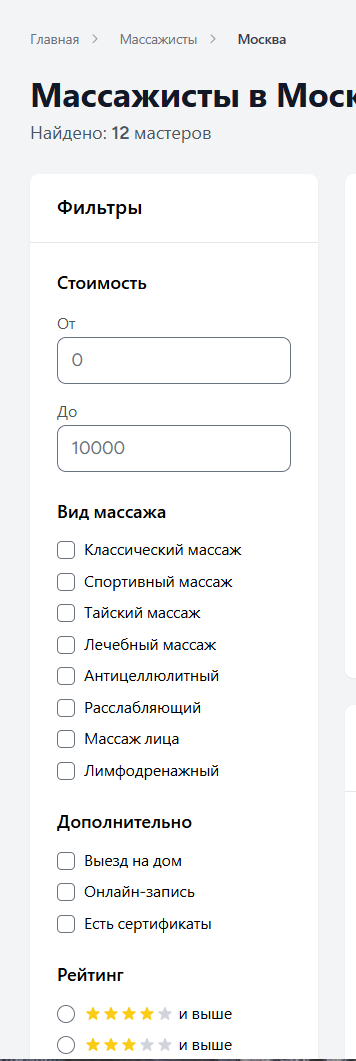 Главная > Массажисты > Москва
Массажисты в Моск
Найдено: 12 мастеров
Фильтры
Стоимость
От
0
До
10000
Вид массажа
Классический массаж
Спортивный массаж
Тайский массаж
Лечебный массаж
Антицеллюлитный
Расслабляющий
Массаж лица
Лимфодренажный
Дополнительно
Выезд на дом
Онлайн-запись
Есть сертификаты
Рейтинг
и выше
и выше